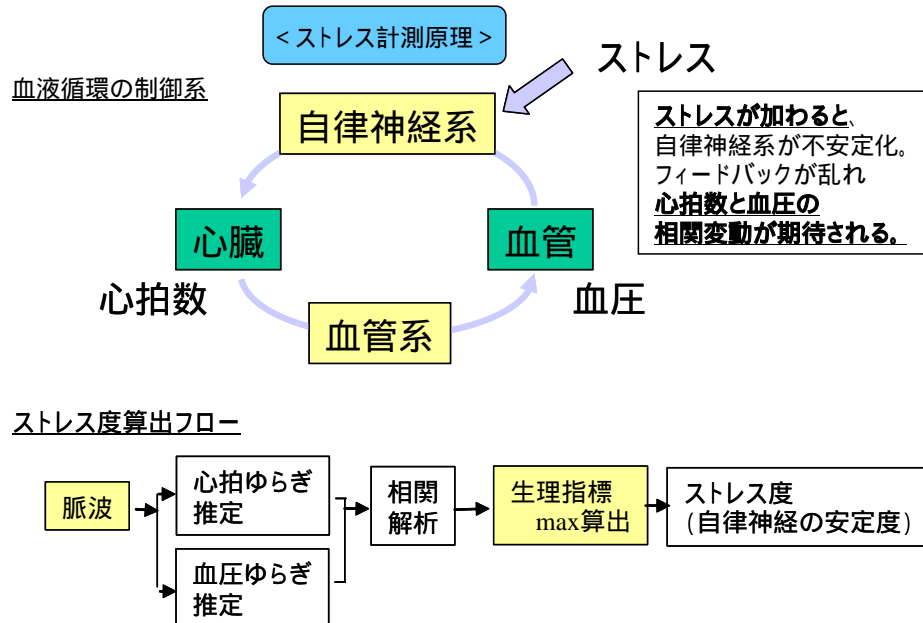 <ストレス計測原理>
ストレス
血液循環の制御系
自律神経系
ストレスが加わると、
自律神経系が不安定化。
フィードバックが乱れ
心拍数と血圧の
相関変動が期待される。
心臓
血管
心拍数
血圧
血管系
ストレス度算出フロー
脈波
心拍ゆらぎ
推定
血圧ゆらぎ
推定
相関
解析
生理指標
max算出
ストレス度
(自律神経の安定度)